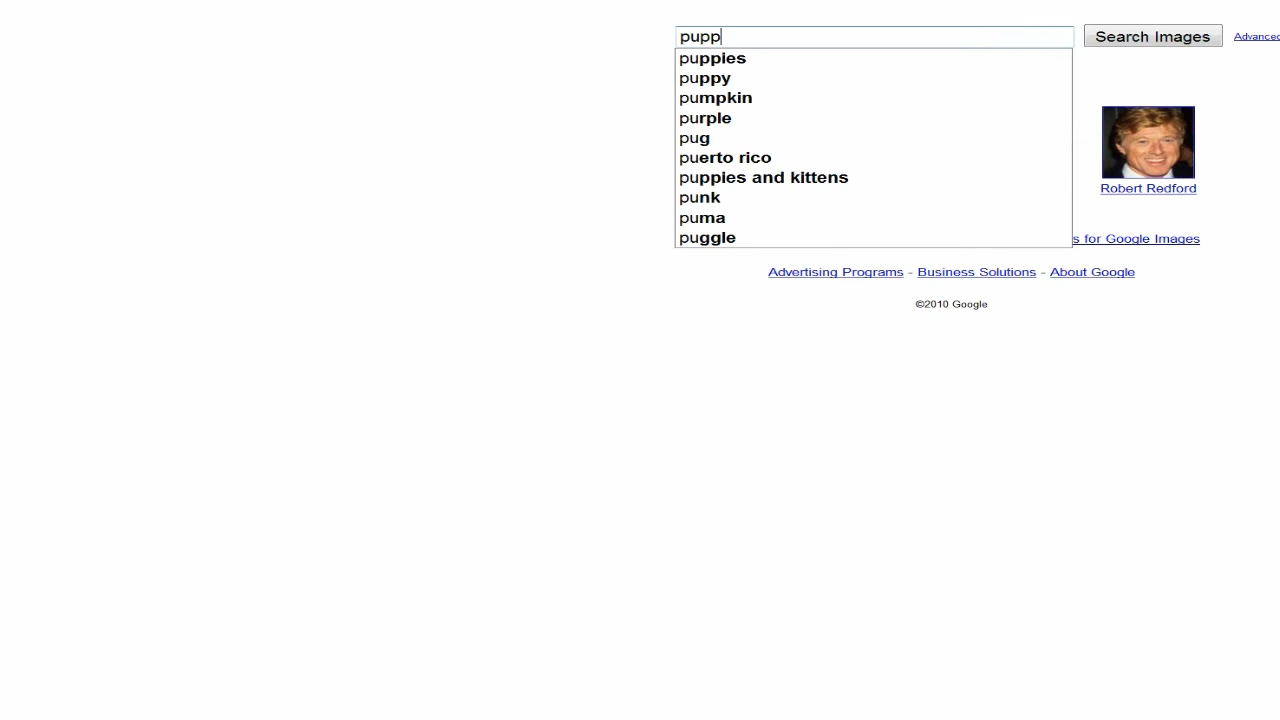 pupp Search Images Advanced
puppies
puppy
pumpkin
purple
pug
puerto rico
puppies and kittens
punk
puma
puggle
Robert Redford
s for Google Images
Advertising Programs - Business Solutions - About Google
©2010 Google